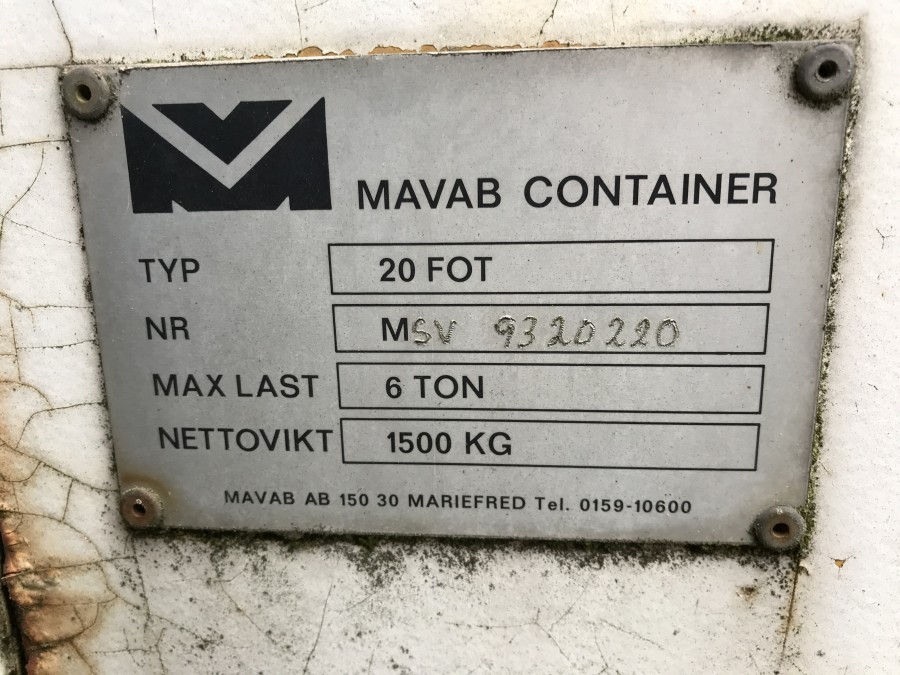 MAVAB CONTAINER
TYP 20 FOT
NR MSV 9320220
MAX LAST 6 TON
NETTOVIKT 1500 KG
MAVAB AB 150 30 MARIEFRED Tel. 0159-10600